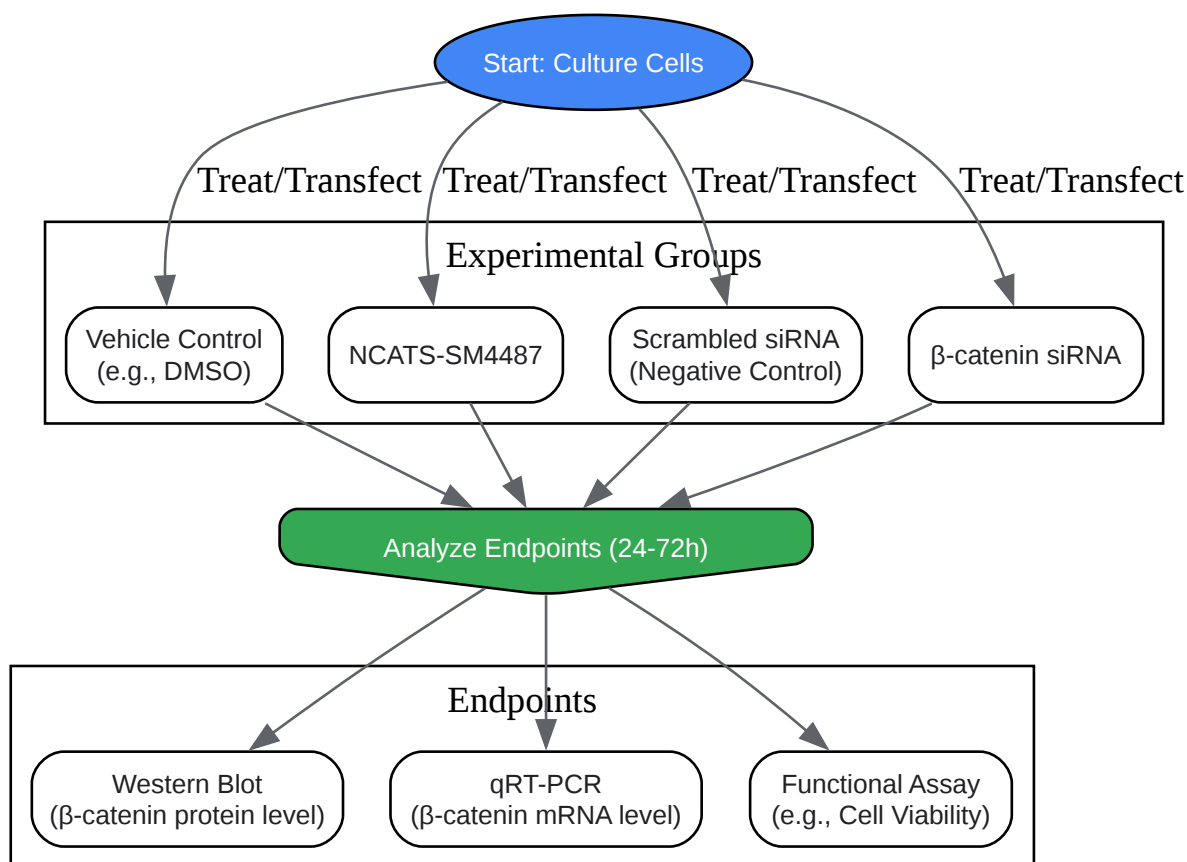 Start: Culture Cells
Treat/Transfect Treat/Transfect Treat/Transfect Treat/Transfect
Experimental Groups
Vehicle Control
(e.g., DMSO)
NCATS-SM4487
Scrambled siRNA
(Negative Control)
β-catenin siRNA
Analyze Endpoints (24-72h)
Endpoints
Western Blot
(β-catenin protein level)
qRT-PCR
(β-catenin mRNA level)
Functional Assay
(e.g., Cell Viability)